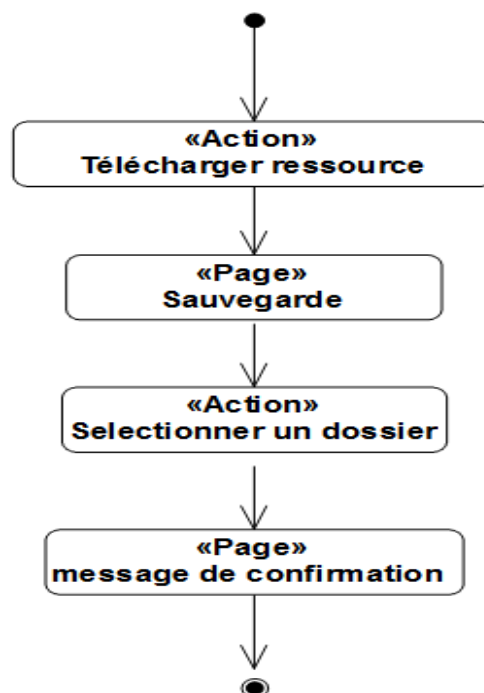 «Action»
Télécharger ressource
«Page»
Sauvegarde
«Action»
Selectionner un dossier
«Page»
message de confirmation